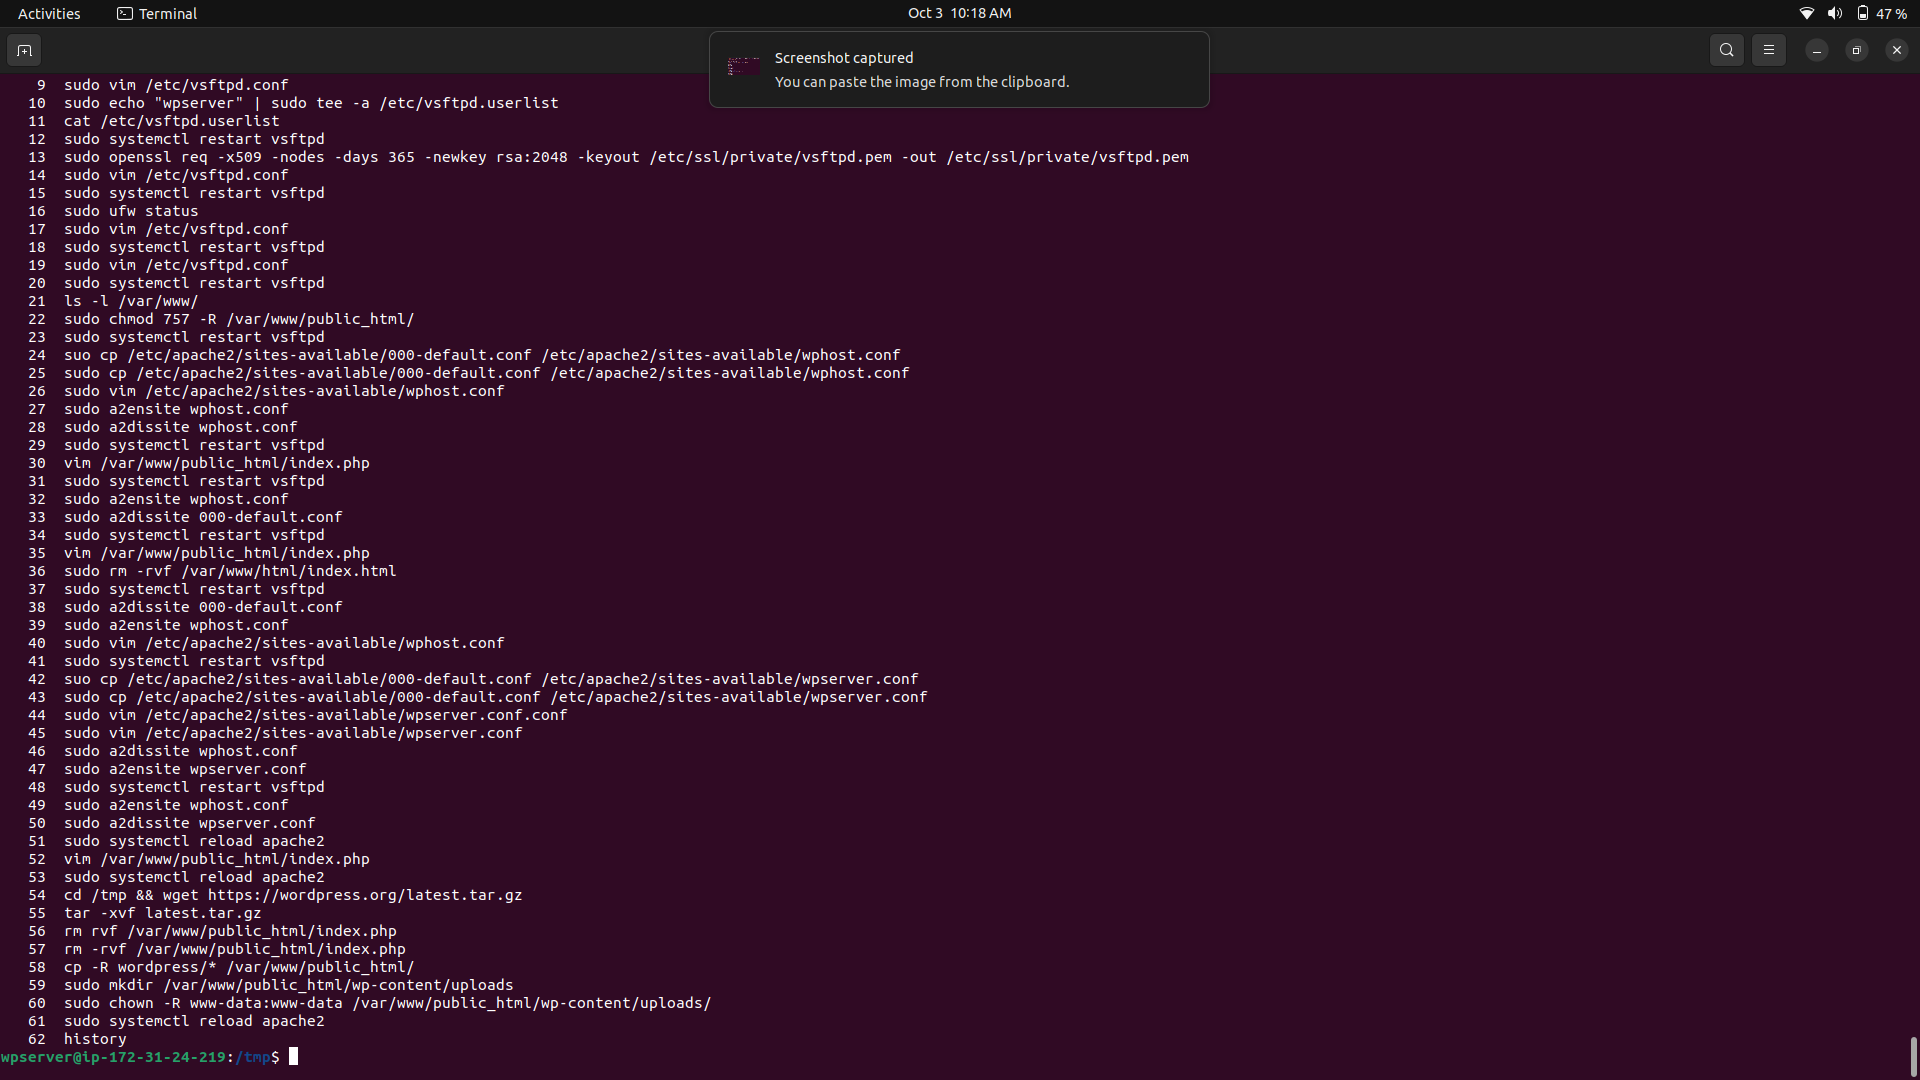 Activities Terminal Oct 3 10:18 AM 47 %
Screenshot captured
You can paste the image from the clipboard.
9 sudo vim /etc/vsftpd.conf
10 sudo echo "wpserver" | sudo tee -a /etc/vsftpd.userlist
11 cat /etc/vsftpd.userlist
12 sudo systemctl restart vsftpd
13 sudo openssl req -x509 -nodes -days 365 -newkey rsa:2048 -keyout /etc/ssl/private/vsftpd.pem -out /etc/ssl/private/vsftpd.pem
14 sudo vim /etc/vsftpd.conf
15 sudo systemctl restart vsftpd
16 sudo ufw status
17 sudo vim /etc/vsftpd.conf
18 sudo systemctl restart vsftpd
19 sudo vim /etc/vsftpd.conf
20 sudo systemctl restart vsftpd
21 ls -l /var/www/
22 sudo chmod 757 -R /var/www/public_html/
23 sudo systemctl restart vsftpd
24 suo cp /etc/apache2/sites-available/000-default.conf /etc/apache2/sites-available/wphost.conf
25 sudo cp /etc/apache2/sites-available/000-default.conf /etc/apache2/sites-available/wphost.conf
26 sudo vim /etc/apache2/sites-available/wphost.conf
27 sudo a2ensite wphost.conf
28 sudo a2dissite wphost.conf
29 sudo systemctl restart vsftpd
30 vim /var/www/public_html/index.php
31 sudo systemctl restart vsftpd
32 sudo a2ensite wphost.conf
33 sudo a2dissite 000-default.conf
34 sudo systemctl restart vsftpd
35 vim /var/www/public_html/index.php
36 sudo rm -rvf /var/www/html/index.html
37 sudo systemctl restart vsftpd
38 sudo a2dissite 000-default.conf
39 sudo a2ensite wphost.conf
40 sudo vim /etc/apache2/sites-available/wphost.conf
41 sudo systemctl restart vsftpd
42 suo cp /etc/apache2/sites-available/000-default.conf /etc/apache2/sites-available/wpserver.conf
43 sudo cp /etc/apache2/sites-available/000-default.conf /etc/apache2/sites-available/wpserver.conf
44 sudo vim /etc/apache2/sites-available/wpserver.conf.conf
45 sudo vim /etc/apache2/sites-available/wpserver.conf
46 sudo a2dissite wphost.conf
47 sudo a2ensite wpserver.conf
48 sudo systemctl restart vsftpd
49 sudo a2ensite wphost.conf
50 sudo a2dissite wpserver.conf
51 sudo systemctl reload apache2
52 vim /var/www/public_html/index.php
53 sudo systemctl reload apache2
54 cd /tmp && wget https://wordpress.org/latest.tar.gz
55 tar -xvf latest.tar.gz
56 rm rvf /var/www/public_html/index.php
57 rm -rvf /var/www/public_html/index.php
58 cp -R wordpress/* /var/www/public_html/
59 sudo mkdir /var/www/public_html/wp-content/uploads
60 sudo chown -R www-data:www-data /var/www/public_html/wp-content/uploads/
61 sudo systemctl reload apache2
62 history
wpserver@ip-172-31-24-219:/tmp$